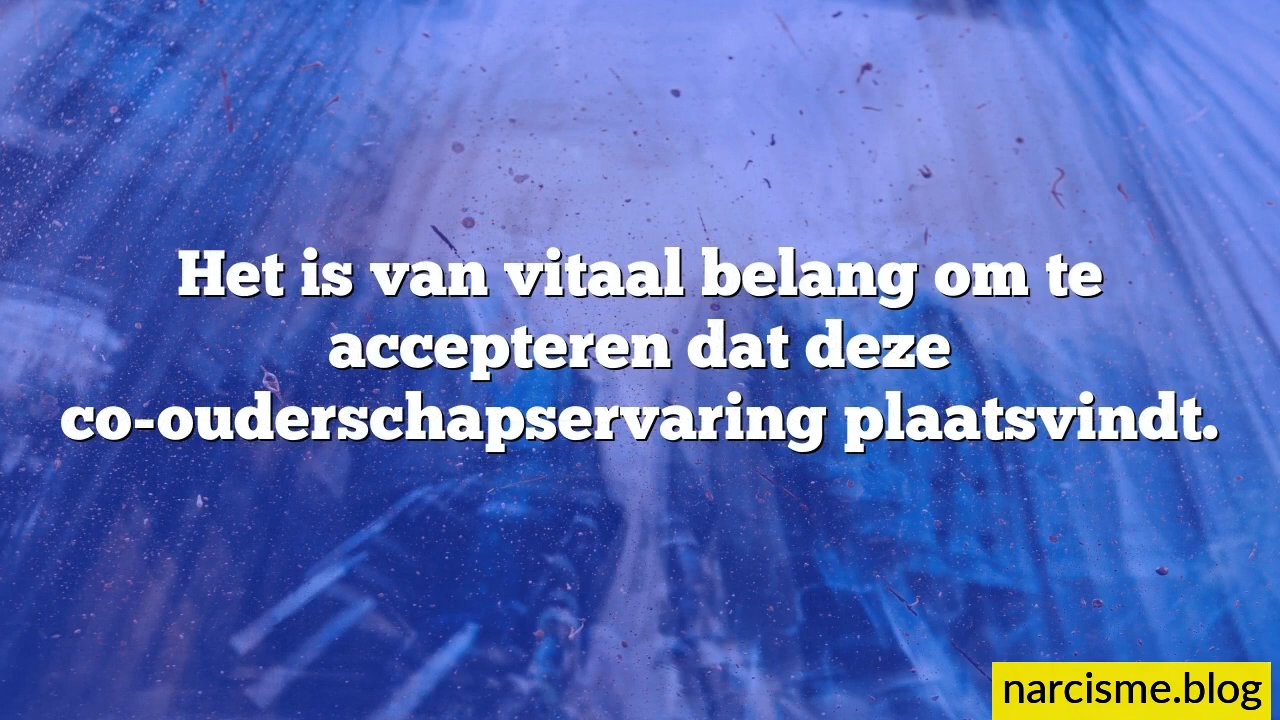 Het is van vitaal belang om te
accepteren dat deze
co-ouderschapservaring plaatsvindt.
narcisme.blog